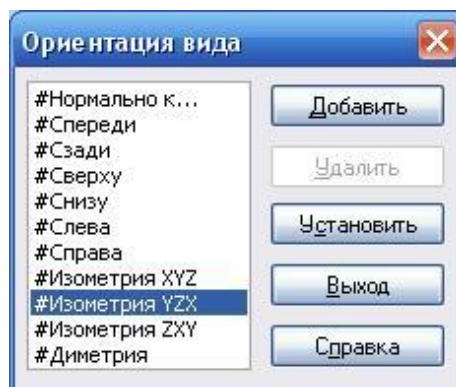 Ориентация вида
#Нормально к...
#Спереди
#Сзади
#Сверху
#Снизу
#Слева
#Справа
#Изометрия XYZ
#Изометрия YZX
#Изометрия ZXY
#Диметрия
Добавить
Удалить
Установить
Выход
Справка